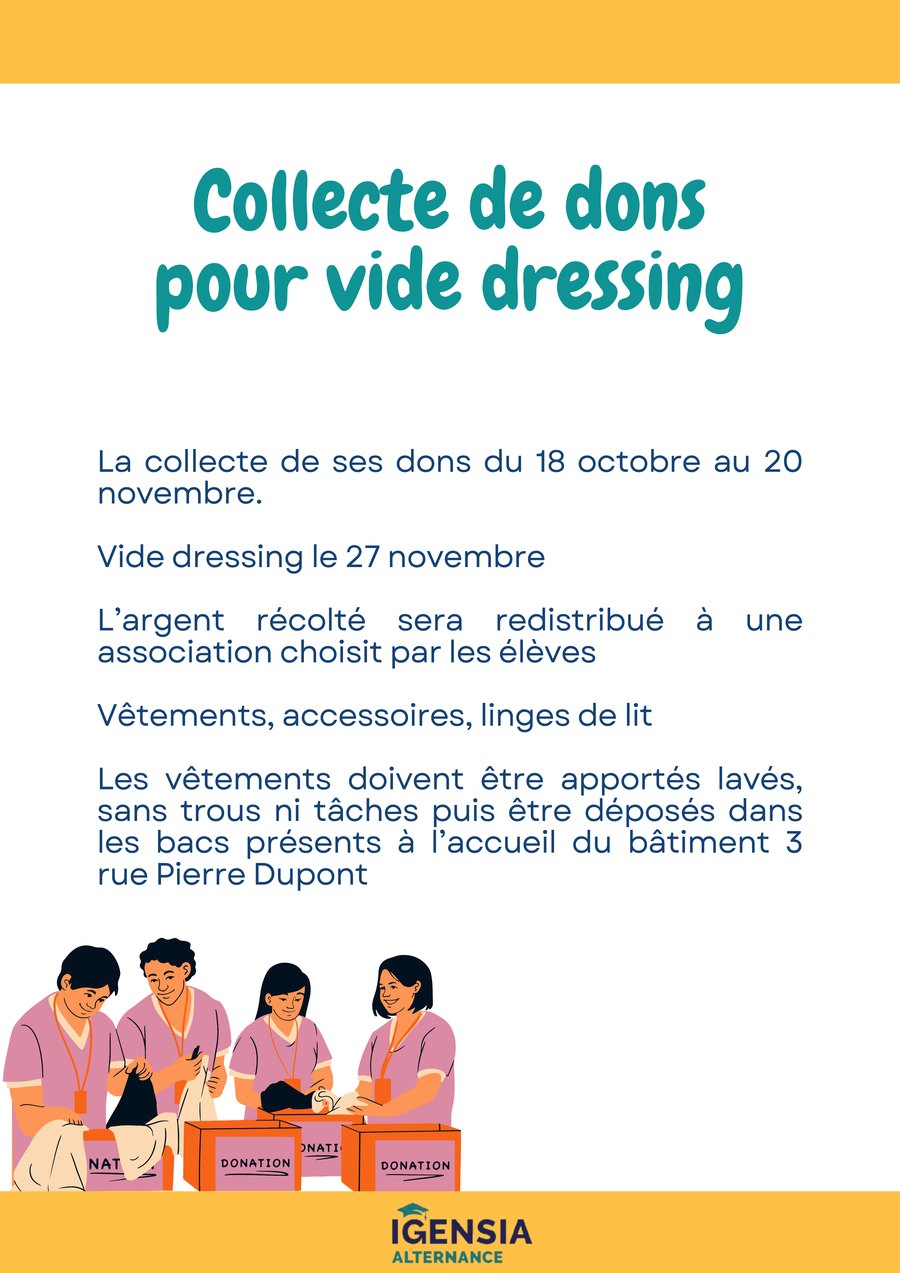 Collecte de dons
pour vide dressing
La collecte de ses dons du 18 octobre au 20
novembre.
Vide dressing le 27 novembre
L’argent récolté sera redistribué à une
association choisit par les élèves
Vêtements, accessoires, linges de lit
Les vêtements doivent être apportés lavés,
sans trous ni tâches puis être déposés dans
les bacs présents à l’accueil du bâtiment 3
rue Pierre Dupont
DONATION
DONATION
IGENSIA
ALTERNANCE